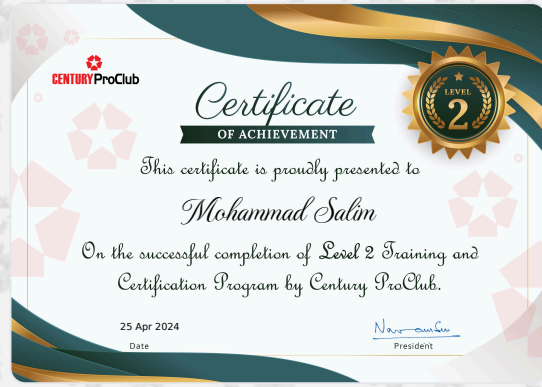 CENTURY ProClub
LEVEL
2
Certificate
OF ACHIEVEMENT
This certificate is proudly presented to
Mohammad Salim
On the successful completion of Level 2 Training and
Certification Program by Century ProClub.
25 Apr 2024
Date
President